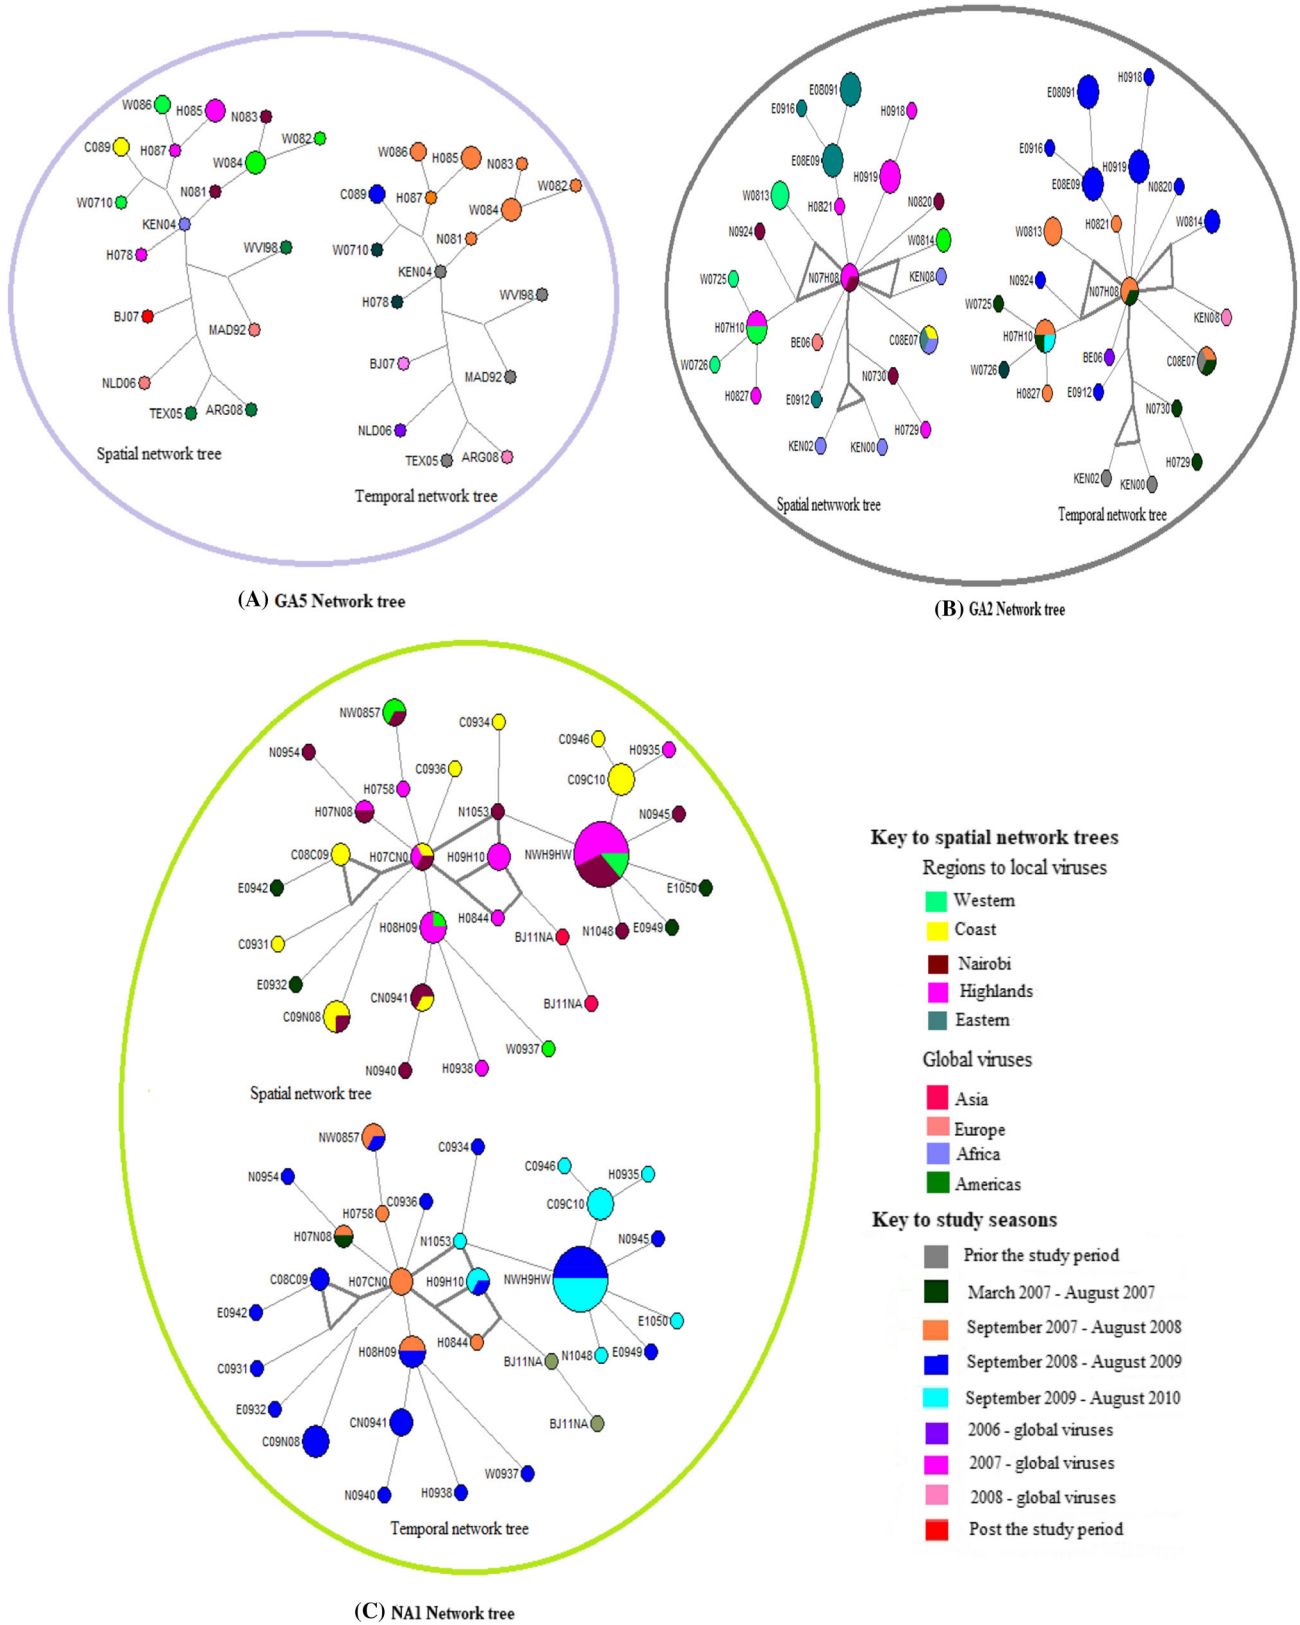 W086
H085
N083
W082
C089
H087
W084
W0710
N081
KEN04
H078
WVI98
BJ07
MAD92
NLD06
TEX05
ARG08
Spatial network tree
W086
H085
N083
W082
C089
H087
W084
W0710
N081
KEN04
H078
WVI98
BJ07
MAD92
NLD06
TEX05
ARG08
Temporal network tree
(A) GA5 Network tree
E08091
E0916
H0918
E08E09
H0919
W0813
H0821
N0820
N0924
W0814
W0725
N07H08
KEN08
H07H10
BE06
C08E07
W0726
N0730
H0827
E0912
H0729
KEN02
KEN00
Spatial netwwork tree
H0918
E08091
E0916
H0919
E08E09
N0820
H0821
W0814
W0813
N0924
N07H08
W0725
KEN08
H07H10
BE06
C08E07
W0726
H0827
E0912
N0730
H0729
KEN02
KEN00
Temporal network tree
(B) GA2 Network tree
NW0857
C0934
C0946
H0935
N0954
C0936
C09C10
H0758
H07N08
N1053
N0945
C08C09
H07CN0
H09H10
NWH9HW
E0942
E1050
H08H09
H0844
C0931
BJ11NA
N1048
E0949
E0932
CN0941
BJ11NA
C09N08
W0937
N0940
H0938
Spatial network tree
NW0857
C0934
C0946
H0935
N0954
C0936
C09C10
H0758
H07N08
N1053
N0945
C08C09
H07CN0
H09H10
NWH9HW
E0942
E1050
H08H09
H0844
C0931
BJ11NA
N1048
E0949
E0932
CN0941
BJ11NA
C09N08
W0937
N0940
H0938
Temporal network tree
(C) NA1 Network tree
Key to spatial network trees
Regions to local viruses
Western
Coast
Nairobi
Highlands
Eastern
Global viruses
Asia
Europe
Africa
Americas
Key to study seasons
Prior the study period
March 2007 - August 2007
September 2007 - August 2008
September 2008 - August 2009
September 2009 - August 2010
2006 - global viruses
2007 - global viruses
2008 - global viruses
Post the study period